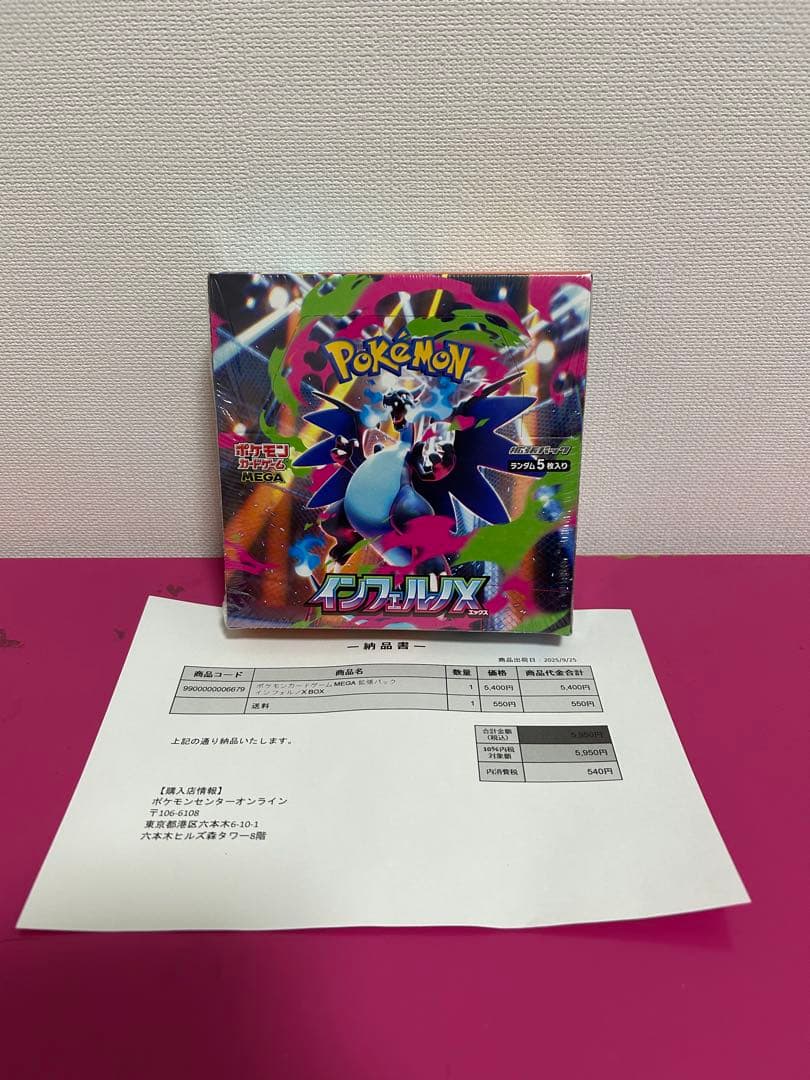 POKéMON
ポケモン
カードゲーム
MEGA
拡張パック
ランダム5枚入り
インフェルノX
エックス
ー納品書ー
商品出荷日：2025/9/25
商品コード 商品名 数量 価格 商品代金合計
9900000006679 ポケモンカードゲームMEGA 拡張パック
インフェルノX BOX 1 5,400円 5,400円
送料 1 550円 550円
合計金額
(税込) 5,950円
10%内税
対象額 5,950円
内消費税 540円
上記の通り納品いたします。
【購入店情報】
ポケモンセンターオンライン
〒106-6108
東京都港区六本木6-10-1
六本木ヒルズ森タワー8階